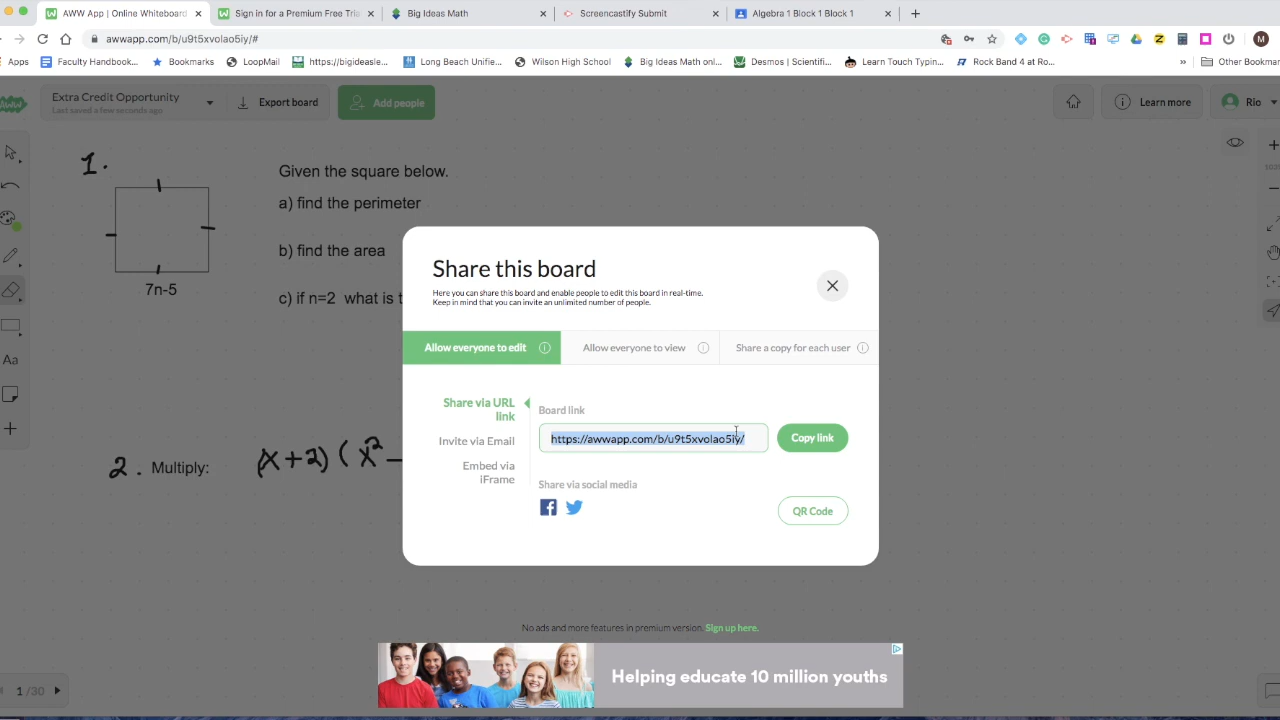 AWW App | Online Whiteboard
Sign in for a Premium Free Tria
Big Ideas Math
Screencastify Submit
Algebra 1 Block 1 Block 1
awwapp.com/b/u9t5xvolao5iy/#
M
Apps
Faculty Handbook...
Bookmarks
LoopMail
https://bigideasle...
Long Beach Unifie...
Wilson High School
Big Ideas Math onl...
Desmos | Scientifi...
Learn Touch Typin...
Rock Band 4 at Ro...
»
Other Bookmar
AWW
Extra Credit Opportunity
Last saved a few seconds ago
Export board
Add people
Learn more
Rio
1.
Given the square below.
a) find the perimeter
b) find the area
7n-5
c) if n=2 what is t
Aa
2. Multiply: (x+2)(x² −
Share this board
Here you can share this board and enable people to edit this board in real-time.
Keep in mind that you can invite an unlimited number of people.
Allow everyone to edit
Allow everyone to view
Share a copy for each user
Share via URL
link
Invite via Email
Embed via
iFrame
Board link
https://awwapp.com/b/u9t5xvolao5iy/
Copy link
Share via social media
QR Code
No ads and more features in premium version. Sign up here.
Helping educate 10 million youths
1 / 30